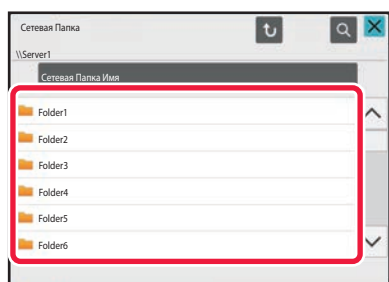 Сетевая Папка
\\Server1
Сетевая Папка Имя
Folder1
Folder2
Folder3
Folder4
Folder5
Folder6